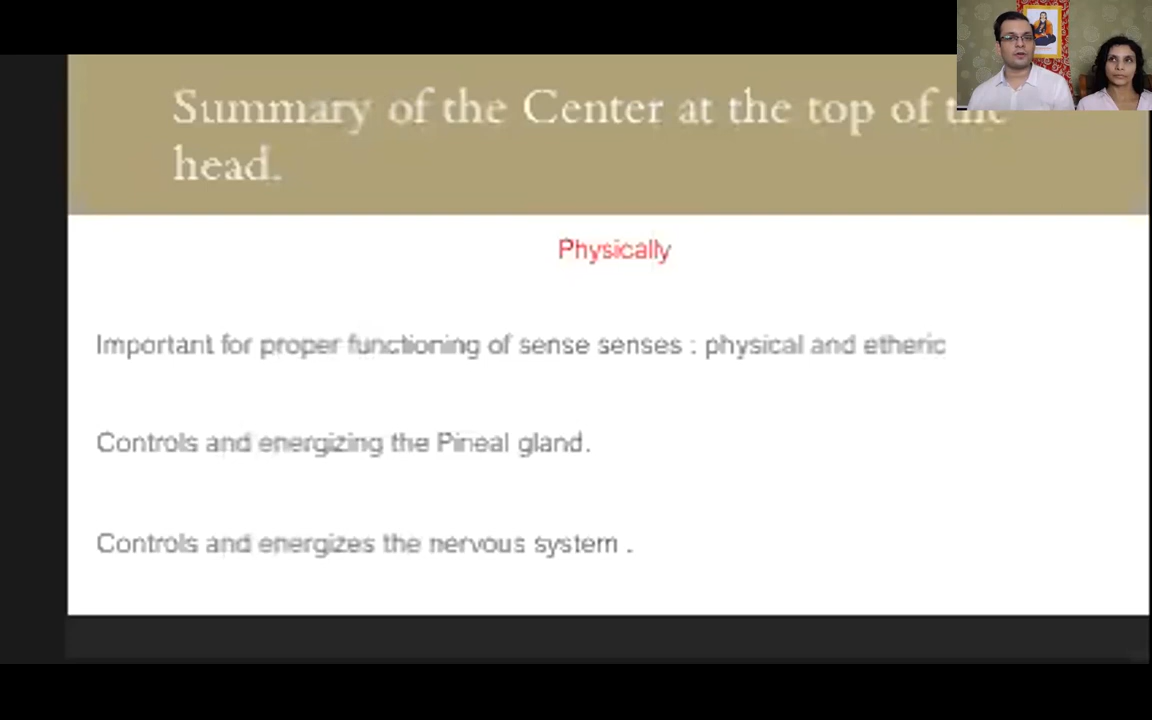 Summary of the Center at the top of the
head.
Physically
Important for proper functioning of sense senses : physical and etheric
Controls and energizing the Pineal gland.
Controls and energizes the nervous system .